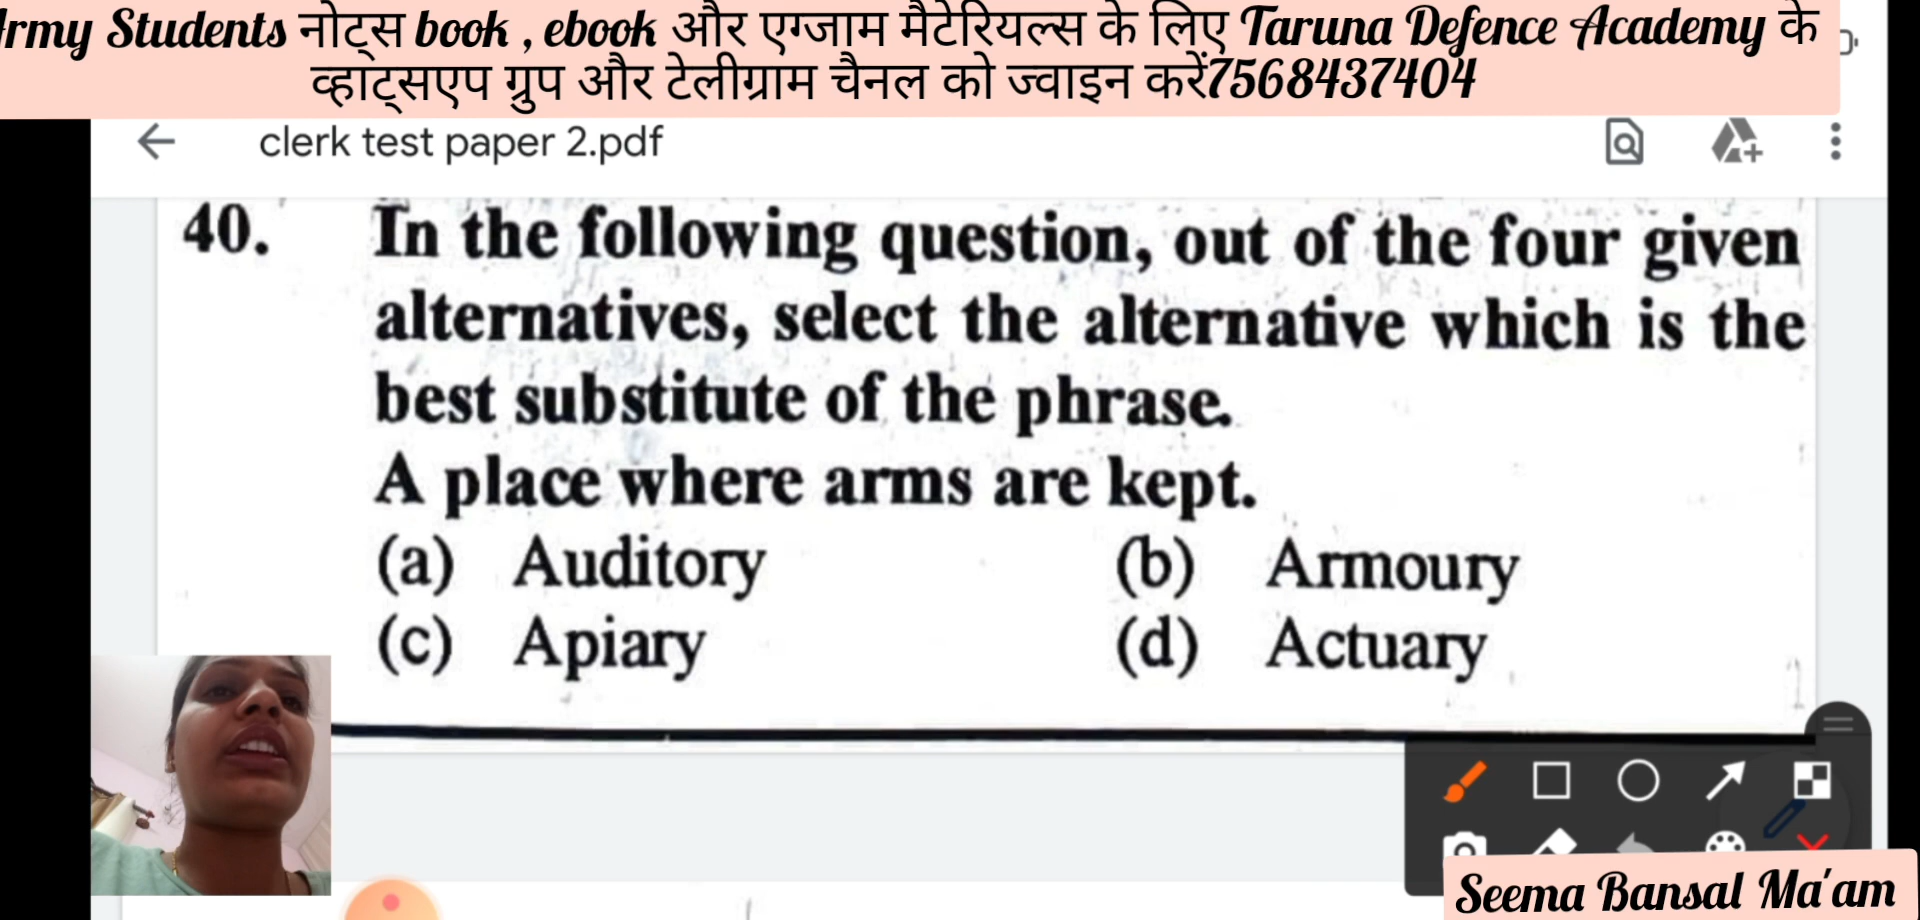 Students नोट्स book , ebook और एग्जाम मैटेरियल्स के लिए Taruna Defence Academy के
व्हाट्सएप ग्रुप और टेलीग्राम चैनल को ज्वाइन करें7568437404
clerk test paper 2.pdf
40. In the following question, out of the four given
alternatives, select the alternative which is the
best substitute of the phrase.
A place where arms are kept.
(a) Auditory (b) Armoury
(c) Apiary (d) Actuary
Seema Bansal Ma'am